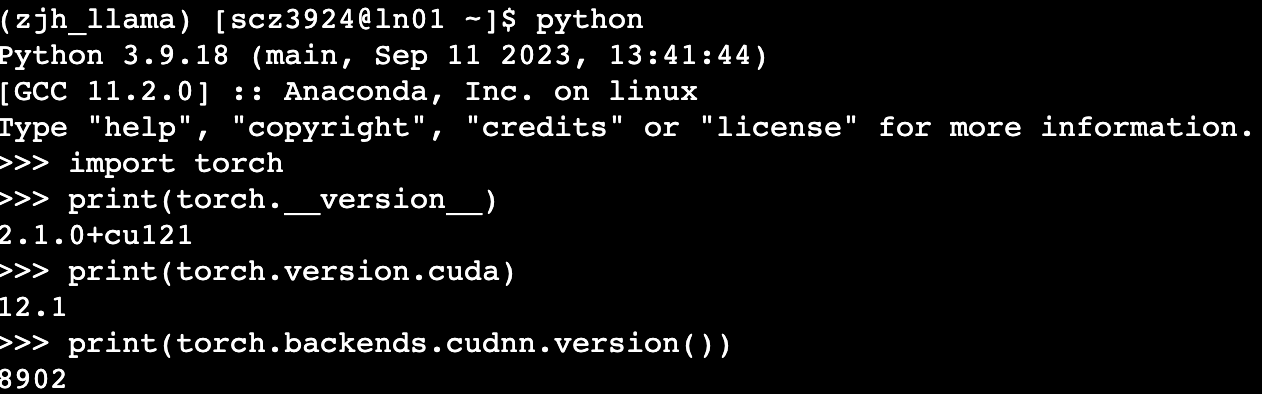 (zjh_llama) [scz3924@ln01 ~]$ python
Python 3.9.18 (main, Sep 11 2023, 13:41:44)
[GCC 11.2.0] :: Anaconda, Inc. on linux
Type "help", "copyright", "credits" or "license" for more information.
>>> import torch
>>> print(torch.__version__)
2.1.0+cu121
>>> print(torch.version.cuda)
12.1
>>> print(torch.backends.cudnn.version())
8902